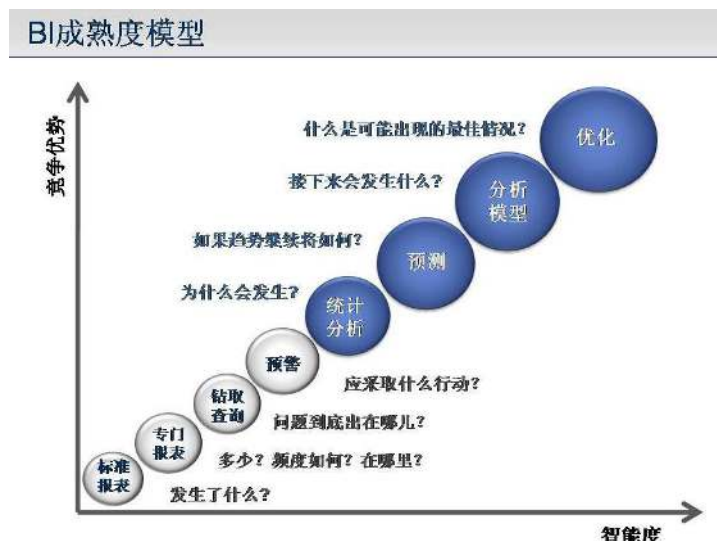 BI成熟度模型
竞争优势
什么是可能出现的最佳情况?
优化
接下来会发生什么?
分析
模型
如果趋势继续将如何?
预测
为什么会发生?
统计
分析
预警
应采取什么行动?
钻取
查询
问题到底出在哪儿?
专门
报表
多少?频度如何?在哪里?
标准
报表
发生了什么?
智能度